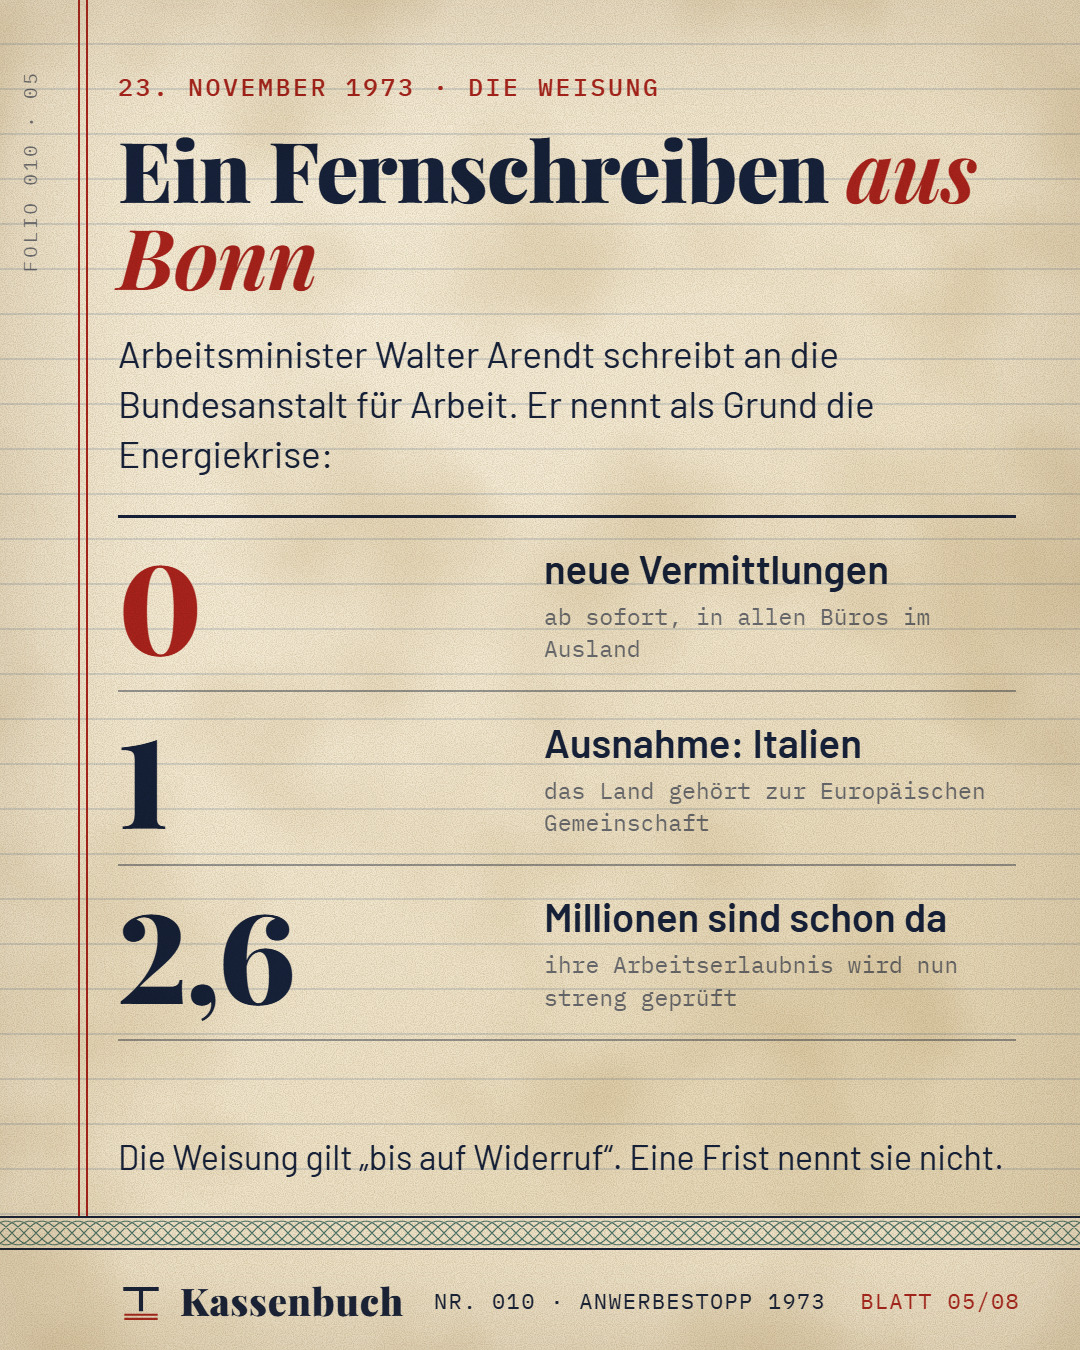 FOLIO 010 · 05
23. NOVEMBER 1973 · DIE WEISUNG
Ein Fernschreiben aus
Bonn
Arbeitsminister Walter Arendt schreibt an die
Bundesanstalt für Arbeit. Er nennt als Grund die
Energiekrise:
0
neue Vermittlungen
ab sofort, in allen Büros im
Ausland
1
Ausnahme: Italien
das Land gehört zur Europäischen
Gemeinschaft
2,6
Millionen sind schon da
ihre Arbeitserlaubnis wird nun
streng geprüft
Die Weisung gilt „bis auf Widerruf“. Eine Frist nennt sie nicht.
Kassenbuch NR. 010 · ANWERBESTOPP 1973 BLATT 05/08